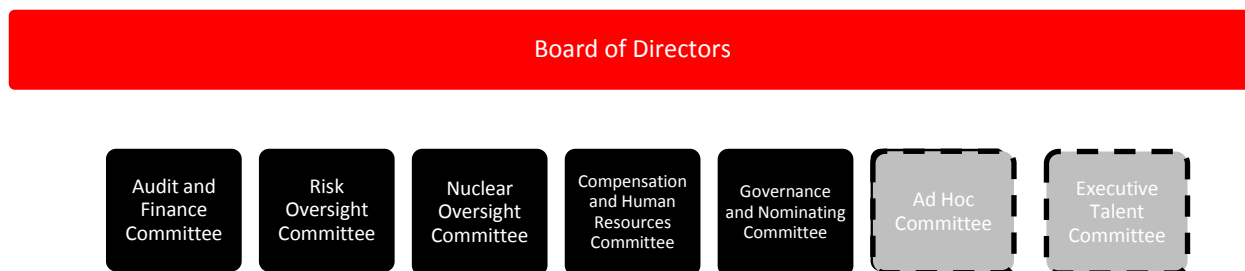 Board of Directors
Audit and
Finance
Committee
Risk
Oversight
Committee
Nuclear
Oversight
Committee
Compensation
and Human
Resources
Committee
Governance
and Nominating
Committee
Ad Hoc
Committee
Executive
Talent
Committee